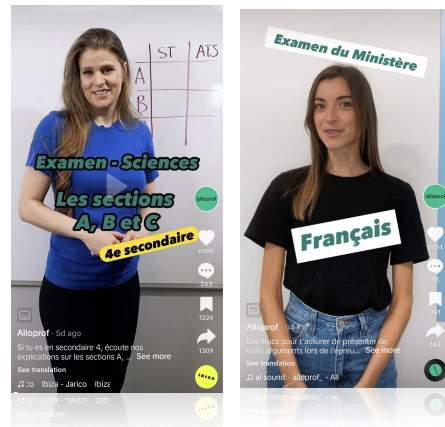 ST ATS
A
B
Examen - Sciences
Les sections
A, B et C
4e secondaire
alloprof
6560
343
1224
1309
Alloprof · 5d ago
Si tu es en secondaire 4, écoute nos
explications sur les sections A, ... See more
See translation
Ibiza - Jarico Ibiza
Examen du Ministère
Français
alloprof
Alloprof
Des trucs pour t'assurer de présenter de
bons arguments lors de l'épreu... See more
See translation
al sound - alloprof_ - All